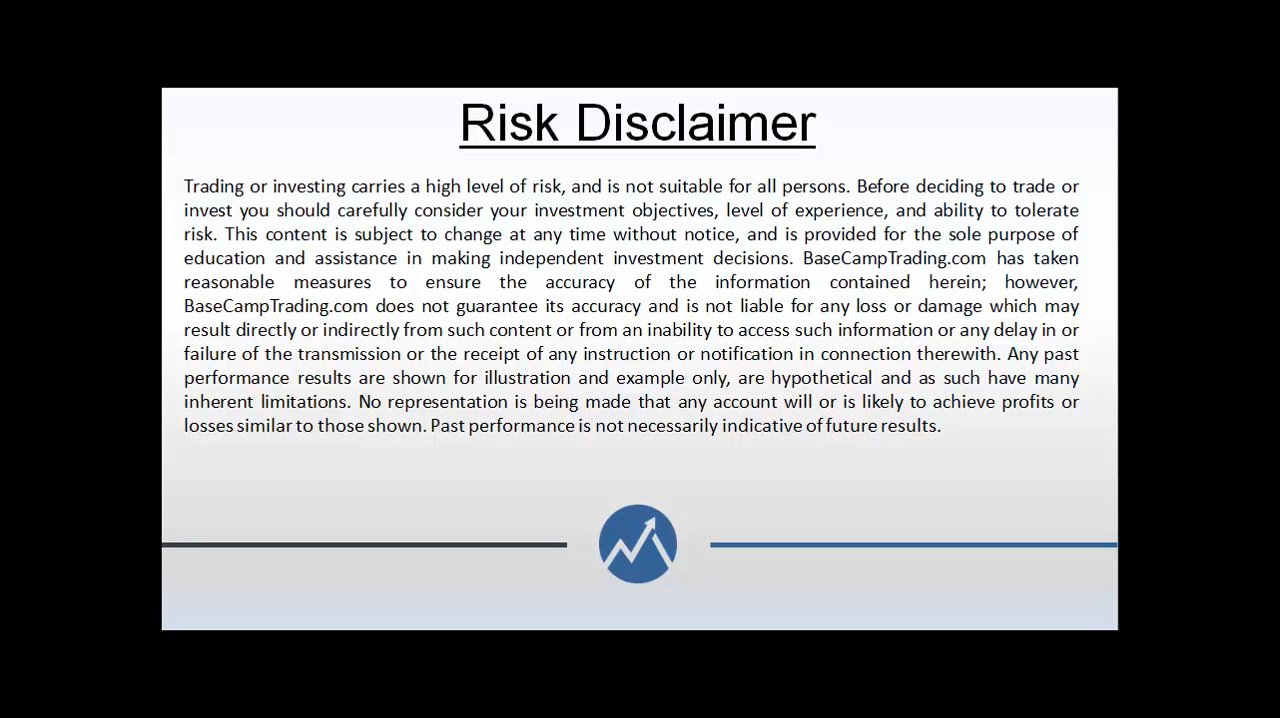 Risk Disclaimer
Trading or investing carries a high level of risk, and is not suitable for all persons. Before deciding to trade or
invest you should carefully consider your investment objectives, level of experience, and ability to tolerate
risk. This content is subject to change at any time without notice, and is provided for the sole purpose of
education and assistance in making independent investment decisions. BaseCampTrading.com has taken
reasonable measures to ensure the accuracy of the information contained herein; however,
BaseCampTrading.com does not guarantee its accuracy and is not liable for any loss or damage which may
result directly or indirectly from such content or from an inability to access such information or any delay in or
failure of the transmission or the receipt of any instruction or notification in connection therewith. Any past
performance results are shown for illustration and example only, are hypothetical and as such have many
inherent limitations. No representation is being made that any account will or is likely to achieve profits or
losses similar to those shown. Past performance is not necessarily indicative of future results.